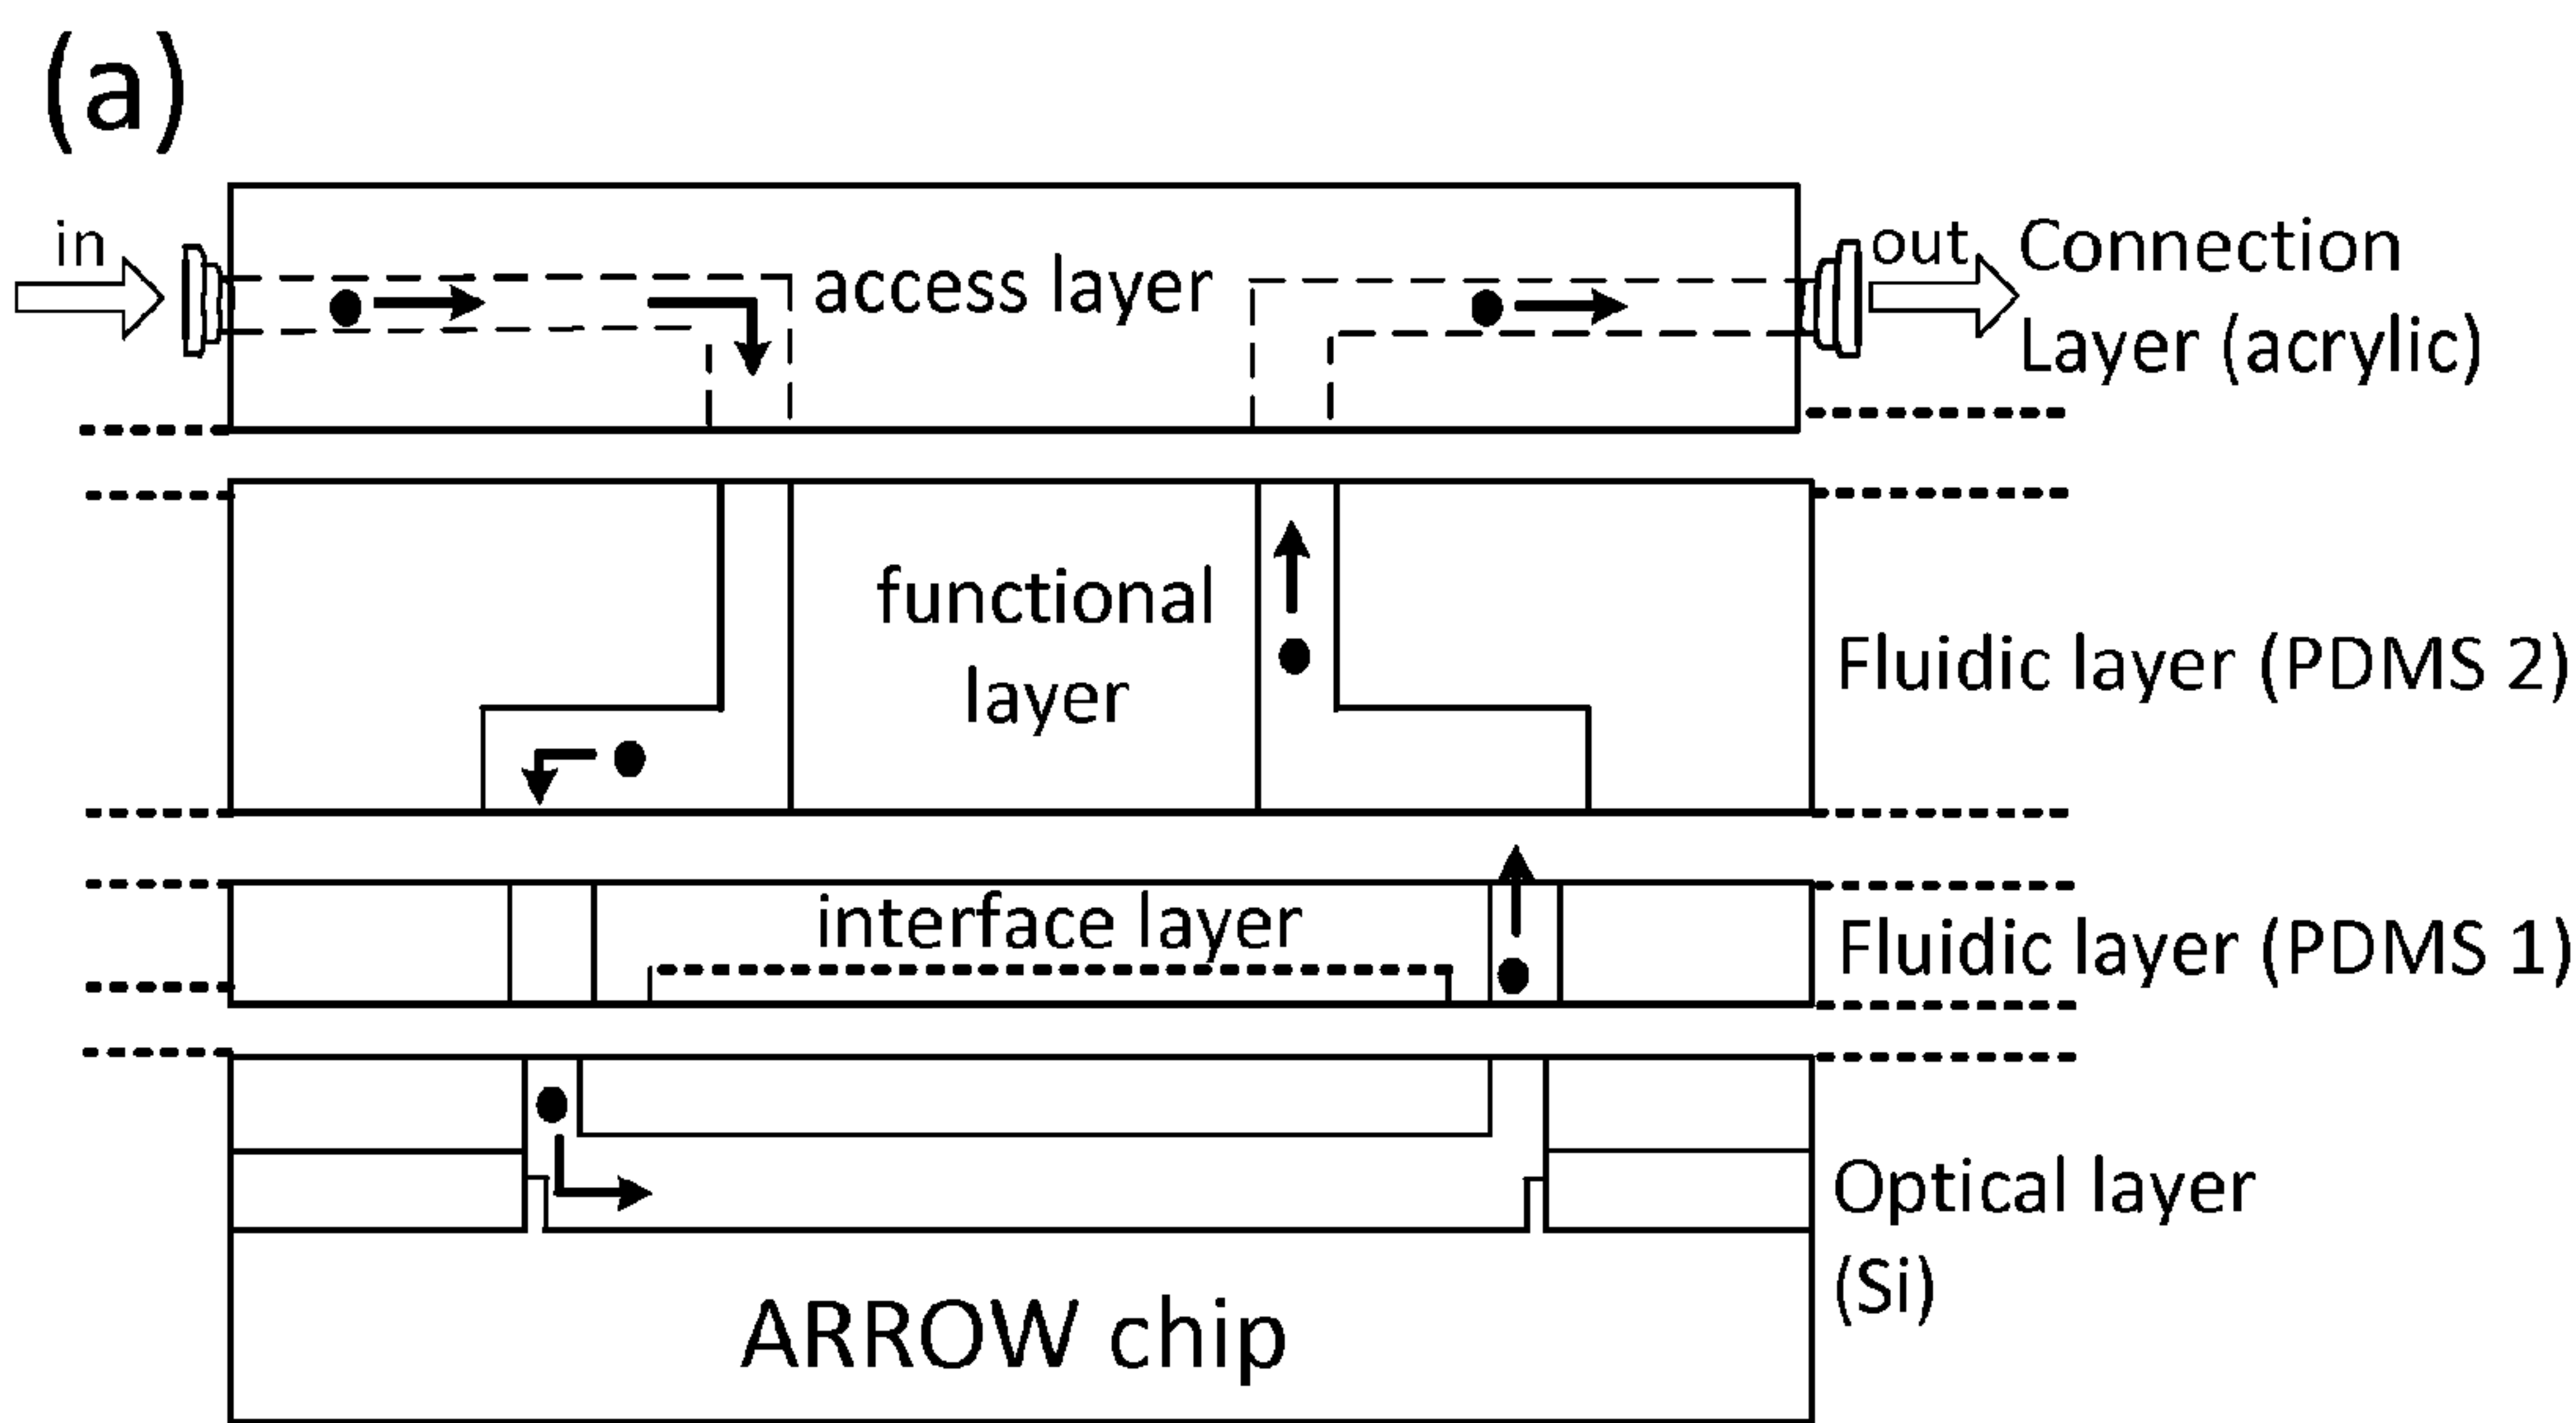 (a)
in
access layer
out
Connection
Layer (acrylic)
functional
layer
Fluidic layer (PDMS 2)
interface layer
Fluidic layer (PDMS 1)
Optical layer
(Si)
ARROW chip